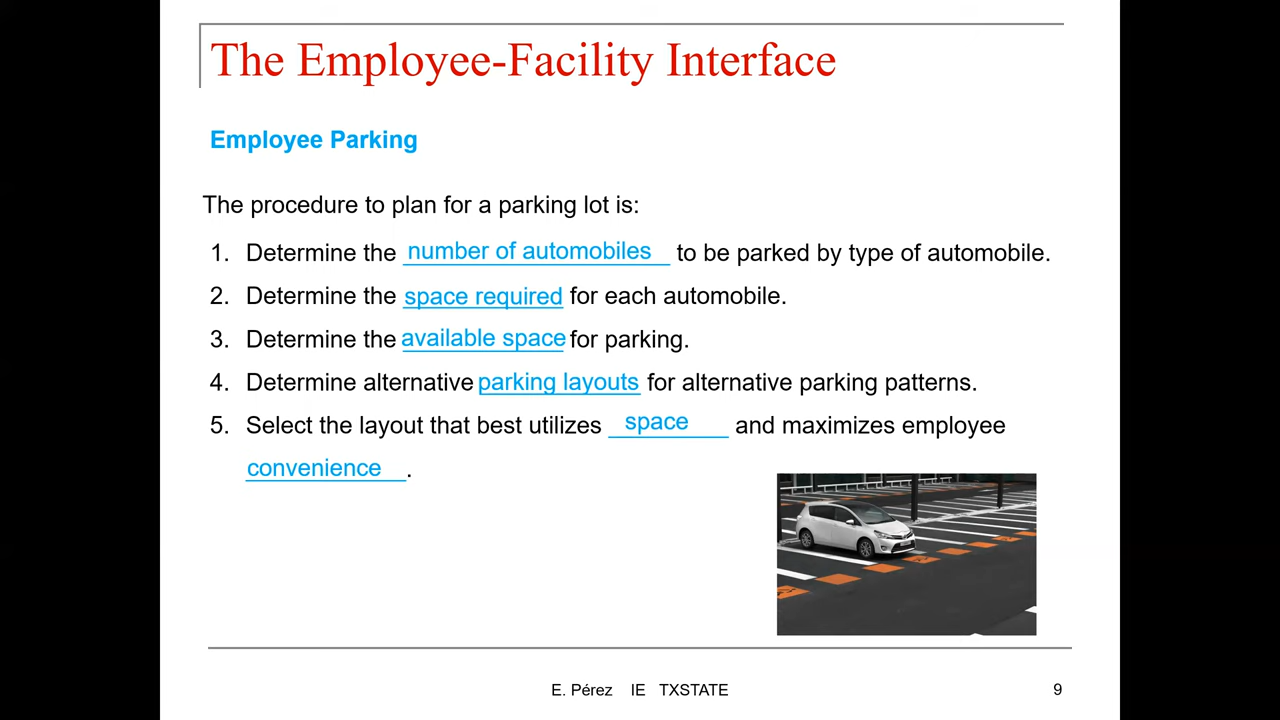 The Employee-Facility Interface
Employee Parking
The procedure to plan for a parking lot is:
1. Determine the number of automobiles to be parked by type of automobile.
2. Determine the space required for each automobile.
3. Determine the available space for parking.
4. Determine alternative parking layouts for alternative parking patterns.
5. Select the layout that best utilizes space and maximizes employee
convenience.
E. Pérez IE TXSTATE
9